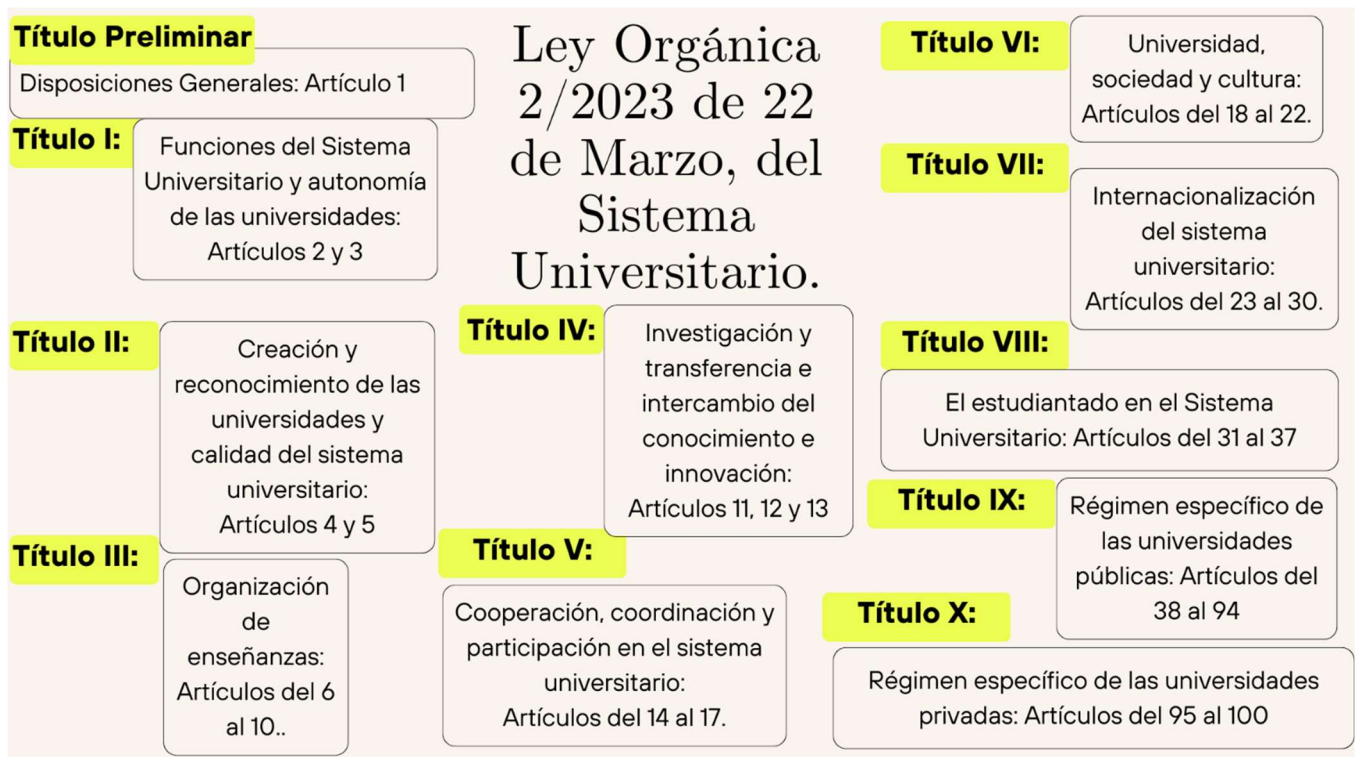 Título Preliminar
Disposiciones Generales: Artículo 1
Título I:
Funciones del Sistema
Universitario y autonomía
de las universidades:
Artículos 2 y 3
Título II:
Creación y
reconocimiento de las
universidades y
calidad del sistema
universitario:
Artículos 4 y 5
Título III:
Organización
de
enseñanzas:
Artículos del 6
al 10..
Ley Orgánica
2/2023 de 22
de Marzo, del
Sistema
Universitario.
Título IV:
Investigación y
transferencia e
intercambio del
conocimiento e
innovación:
Artículos 11, 12 y 13
Título V:
Cooperación, coordinación y
participación en el sistema
universitario:
Artículos del 14 al 17.
Título VI:
Universidad,
sociedad y cultura:
Artículos del 18 al 22.
Título VII:
Internacionalización
del sistema
universitario:
Artículos del 23 al 30.
Título VIII:
El estudiantado en el Sistema
Universitario: Artículos del 31 al 37
Título IX:
Régimen específico de
las universidades
públicas: Artículos del
38 al 94
Título X:
Régimen específico de las universidades
privadas: Artículos del 95 al 100